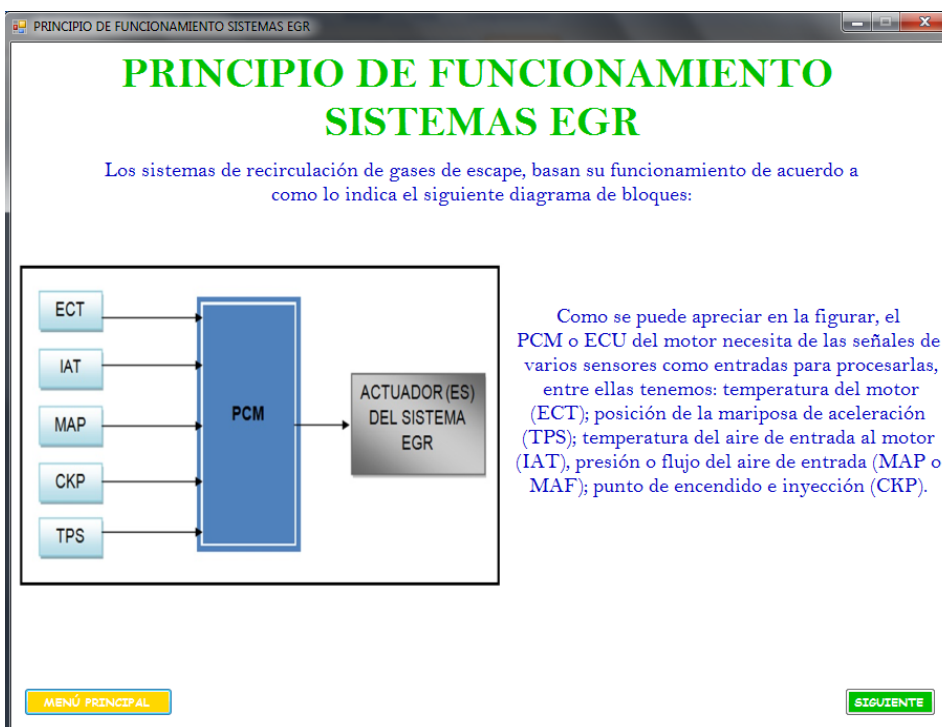 PRINCIPIO DE FUNCIONAMIENTO SISTEMAS EGR
PRINCIPIO DE FUNCIONAMIENTO
SISTEMAS EGR
Los sistemas de recirculación de gases de escape, basan su funcionamiento de acuerdo a
como lo indica el siguiente diagrama de bloques:
ECT
IAT
MAP
CKP
TPS
PCM
ACTUADOR(ES)
DEL SISTEMA
EGR
Como se puede apreciar en la figurar, el
PCM o ECU del motor necesita de las señales de
varios sensores como entradas para procesarlas,
entre ellas tenemos: temperatura del motor
(ECT); posición de la mariposa de aceleración
(TPS); temperatura del aire de entrada al motor
(IAT), presión o flujo del aire de entrada (MAP o
MAF); punto de encendido e inyección (CKP).
MENÚ PRINCIPAL
SIGUIENTE